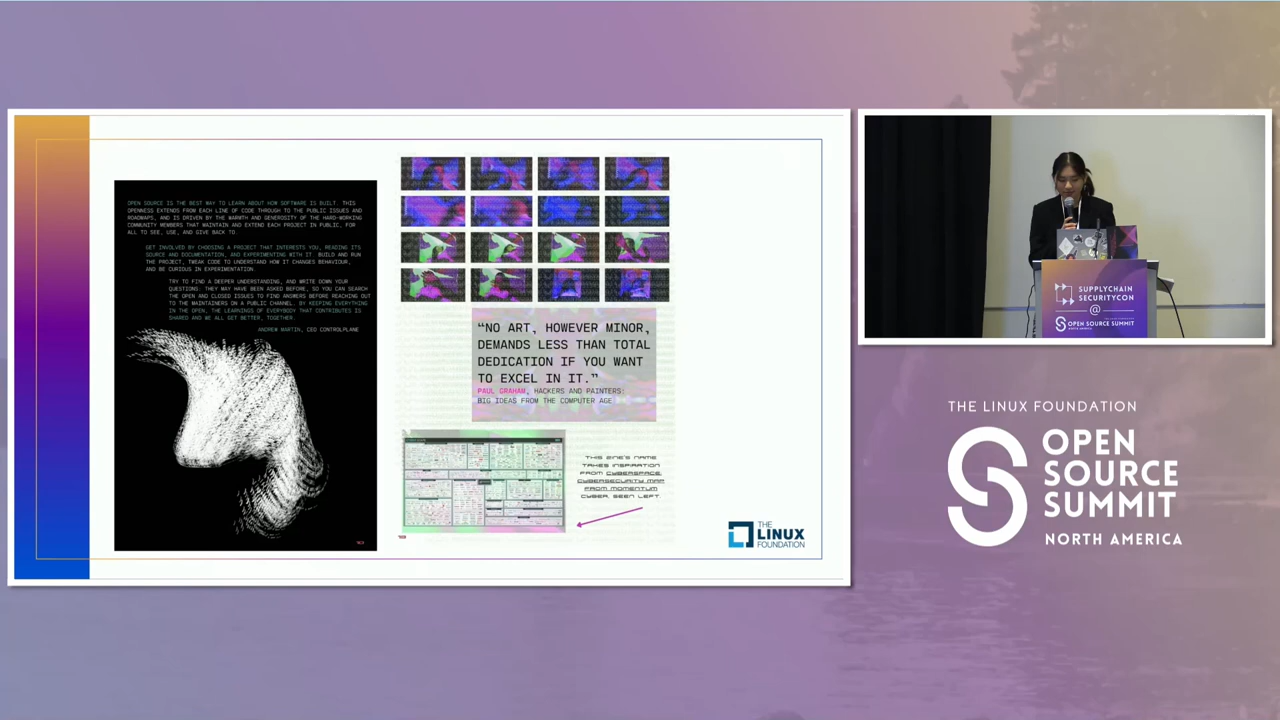 OPEN SOURCE IS THE BEST WAY TO LEARN ABOUT HOW SOFTWARE IS BUILT. THIS
OPENNESS EXTENDS FROM EACH LINE OF CODE THROUGH TO THE PUBLIC ISSUES AND
ROADMAPS, AND IS DRIVEN BY THE WARMTH AND GENEROSITY OF THE HARD-WORKING
COMMUNITY MEMBERS THAT MAINTAIN AND EXTEND EACH PROJECT IN PUBLIC, FOR
ALL TO SEE, USE, AND GIVE BACK TO.
GET INVOLVED BY CHOOSING A PROJECT THAT INTERESTS YOU, READING ITS
SOURCE AND DOCUMENTATION, AND EXPERIMENTING WITH IT. BUILD AND RUN
THE PROJECT, TWEAK CODE TO UNDERSTAND HOW IT CHANGES BEHAVIOUR,
AND BE CURIOUS IN EXPERIMENTATION
TRY TO FIND A DEEPER UNDERSTANDING, AND WRITE DOWN YOUR
QUESTIONS. THEY MAY HAVE BEEN ASKED BEFORE, SO YOU CAN SEARCH
THE OPEN AND CLOSED ISSUES TO FIND ANSWERS BEFORE REACHING OUT
TO THE MAINTAINERS ON A PUBLIC CHANNEL. BY KEEPING EVERYTHING
IN THE OPEN, THE LEARNINGS OF EVERYBODY THAT CONTRIBUTES IS
SHARED AND WE ALL GET BETTER, TOGETHER.
ANDREW MARTIN, CEO CONTROLPLANE
“NO ART, HOWEVER MINOR,
DEMANDS LESS THAN TOTAL
DEDICATION IF YOU WANT
TO EXCEL IN IT.”
PAUL GRAHAM, HACKERS AND PAINTERS:
BIG IDEAS FROM THE COMPUTER AGE
THIS ZINE'S NAME
TAKES INSPIRATION
FROM CYBERSPACE:
CYBERSECURITY MAP
FROM MOMENTUM
CYBER, SEEN LEFT.
THE
LINUX
FOUNDATION
SUPPLYCHAIN
SECURITYCON
@
OPEN SOURCE SUMMIT
THE LINUX FOUNDATION
OPEN
SOURCE
SUMMIT
NORTH AMERICA